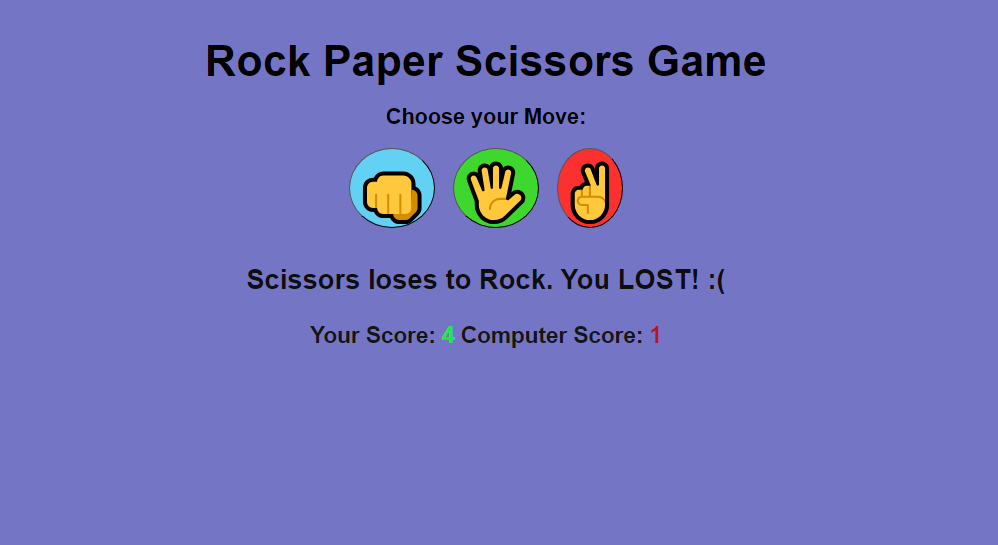 Rock Paper Scissors Game
Choose your Move:
Scissors loses to Rock. You LOST! :(
Your Score: 4 Computer Score: 1